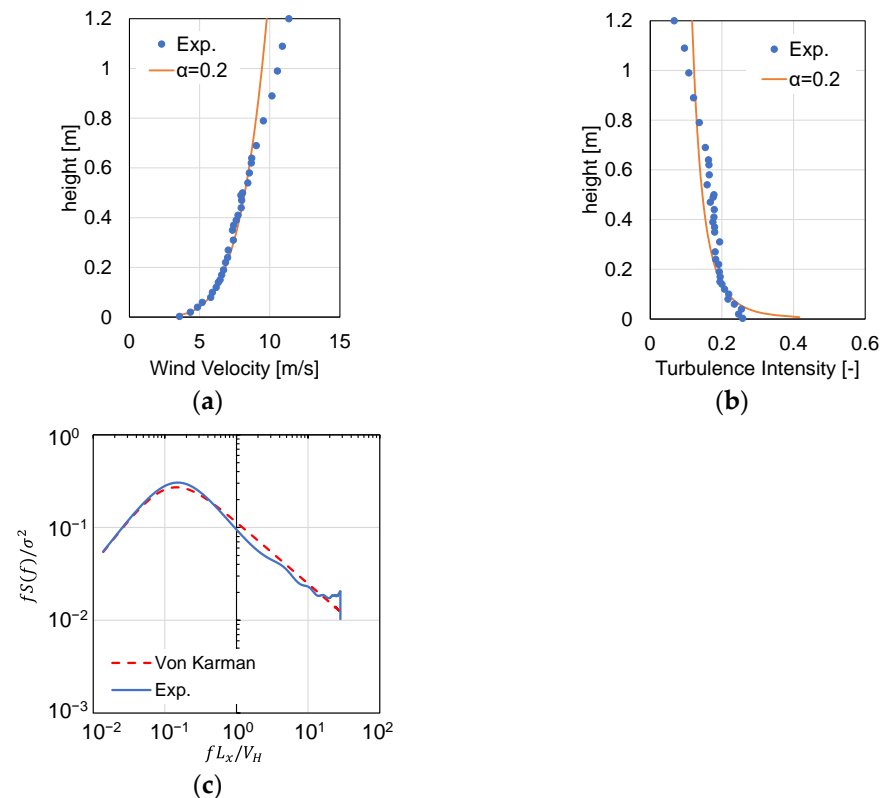 1.2
1
0.8
0.6
0.4
0.2
0
height [m]
Exp.
α=0.2
0 5 10 15
Wind Velocity [m/s]
(a)
1.2
1
0.8
0.6
0.4
0.2
0
height [m]
Exp.
α=0.2
0 0.2 0.4 0.6
Turbulence Intensity [-]
(b)
10⁰
10⁻¹
10⁻²
10⁻³
fS(f)/σ²
Von Karman
Exp.
10⁻² 10⁻¹ 10⁰ 10¹ 10²
fLₓ/V_H
(c)